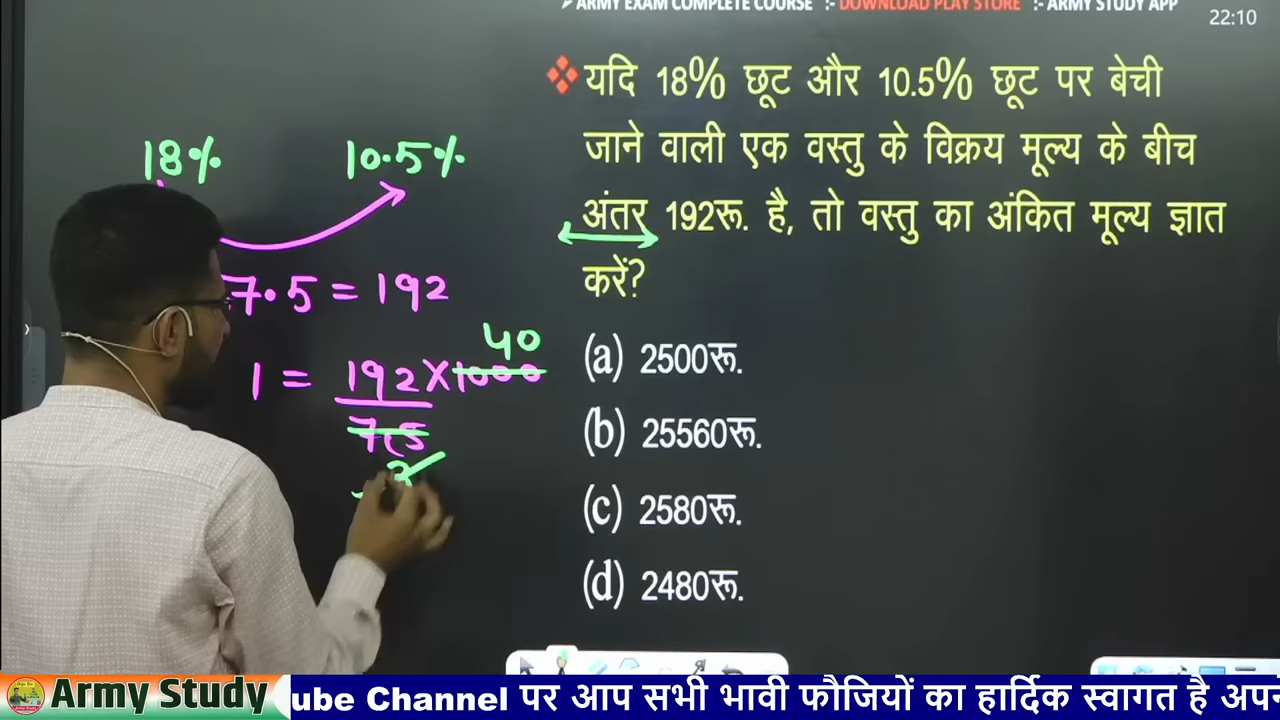 ARMY EXAM COMPLETE COURSE :- DOWNLOAD PLAY STORE :- ARMY STUDY APP
22:10
❖ यदि 18% छूट और 10.5% छूट पर बेची
जाने वाली एक वस्तु के विक्रय मूल्य के बीच
अंतर 192रू. है, तो वस्तु का अंकित मूल्य ज्ञात
करें?
(a) 2500रू.
(b) 25560रू.
(c) 2580रू.
(d) 2480रू.
18% 10.5%
7.5 = 192
40
1 = 192 × 1000
75
3
Army Study
ube Channel पर आप सभी भावी फौजियों का हार्दिक स्वागत है अपने